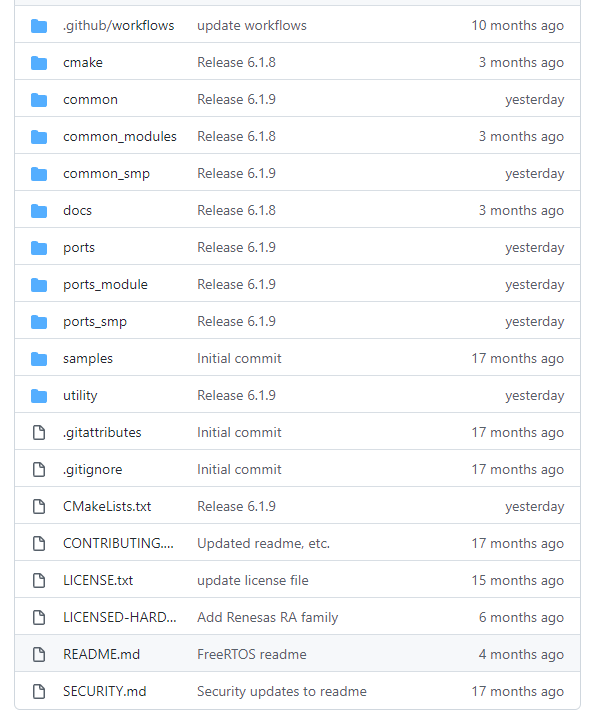 .github/workflows update workflows 10 months ago
cmake Release 6.1.8 3 months ago
common Release 6.1.9 yesterday
common_modules Release 6.1.8 3 months ago
common_smp Release 6.1.9 yesterday
docs Release 6.1.8 3 months ago
ports Release 6.1.9 yesterday
ports_module Release 6.1.9 yesterday
ports_smp Release 6.1.9 yesterday
samples Initial commit 17 months ago
utility Release 6.1.9 yesterday
.gitattributes Initial commit 17 months ago
.gitignore Initial commit 17 months ago
CMakeLists.txt Release 6.1.9 yesterday
CONTRIBUTING.... Updated readme, etc. 17 months ago
LICENSE.txt update license file 15 months ago
LICENSED-HARD... Add Renesas RA family 6 months ago
README.md FreeRTOS readme 4 months ago
SECURITY.md Security updates to readme 17 months ago